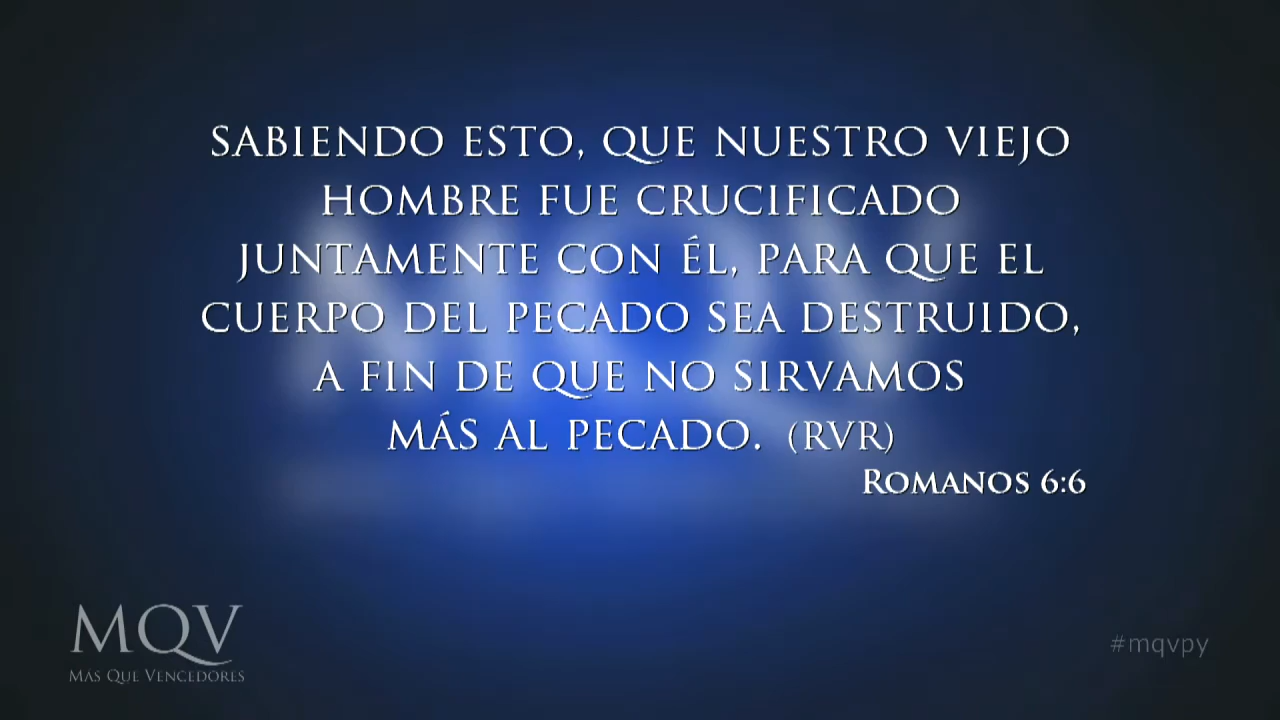 SABIENDO ESTO, QUE NUESTRO VIEJO
HOMBRE FUE CRUCIFICADO
JUNTAMENTE CON ÉL, PARA QUE EL
CUERPO DEL PECADO SEA DESTRUIDO,
A FIN DE QUE NO SIRVAMOS
MÁS AL PECADO. (RVR)
ROMANOS 6:6
MQV
MÁS QUE VENCEDORES
#mqvpy